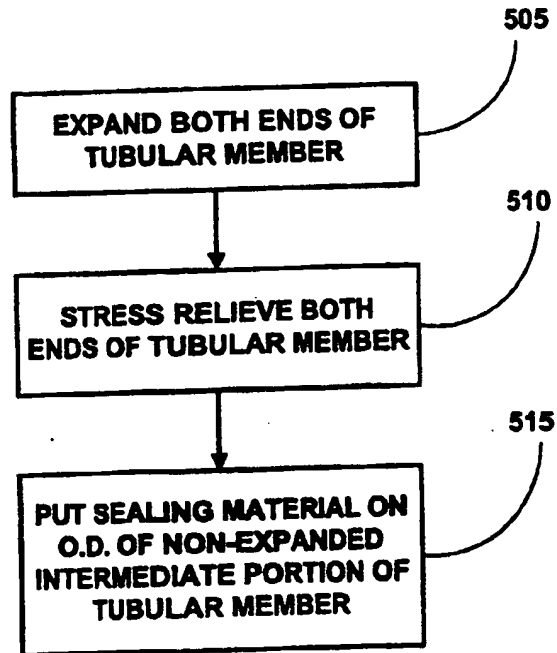 505
EXPAND BOTH ENDS OF
TUBULAR MEMBER
510
STRESS RELIEVE BOTH
ENDS OF TUBULAR MEMBER
515
PUT SEALING MATERIAL ON
O.D. OF NON-EXPANDED
INTERMEDIATE PORTION OF
TUBULAR MEMBER